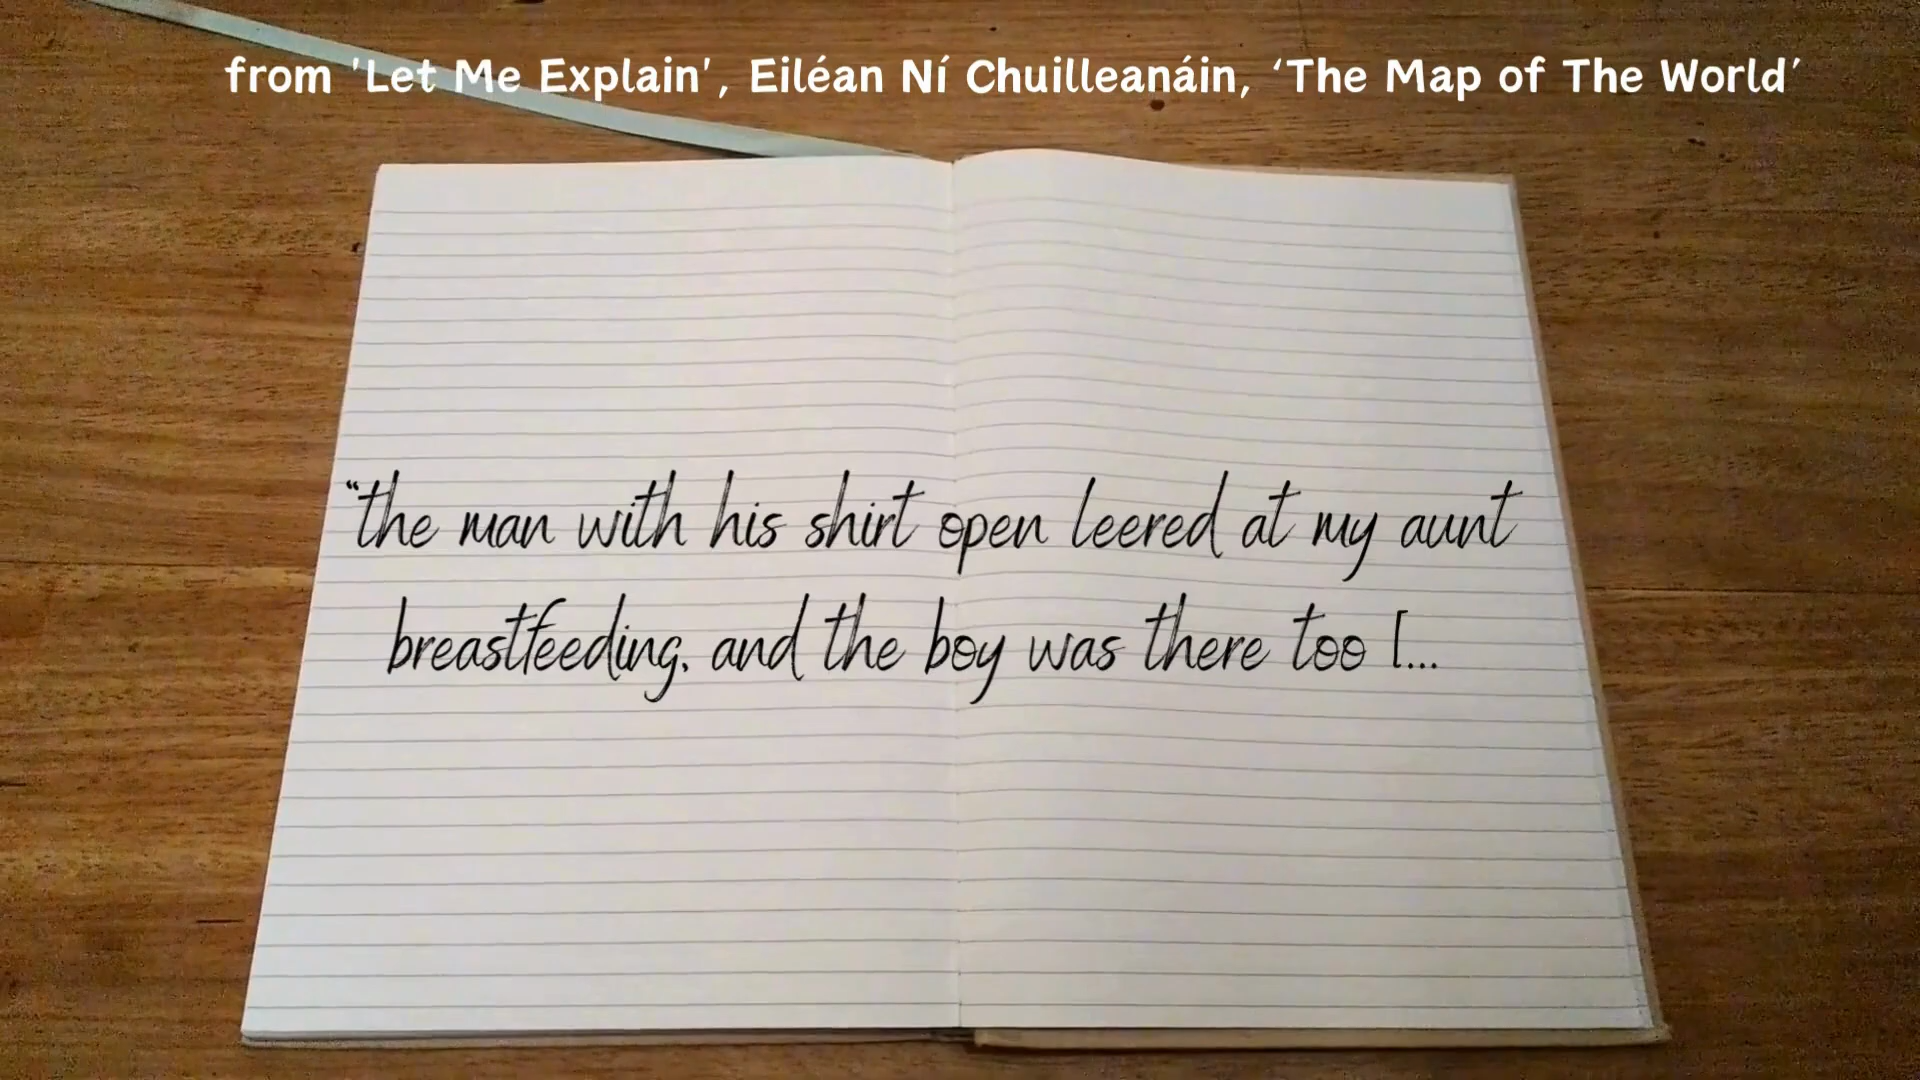 from 'Let Me Explain', Eiléan Ní Chuilleanáin, ‘The Map of The World’
“the man with his shirt open leered at my aunt
breastfeeding, and the boy was there too [...